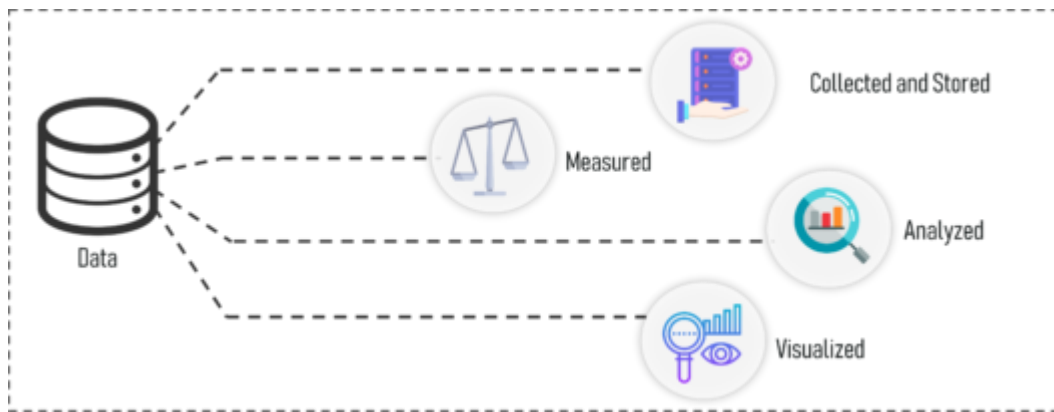 Collected and Stored
Measured
Analyzed
Data
Visualized